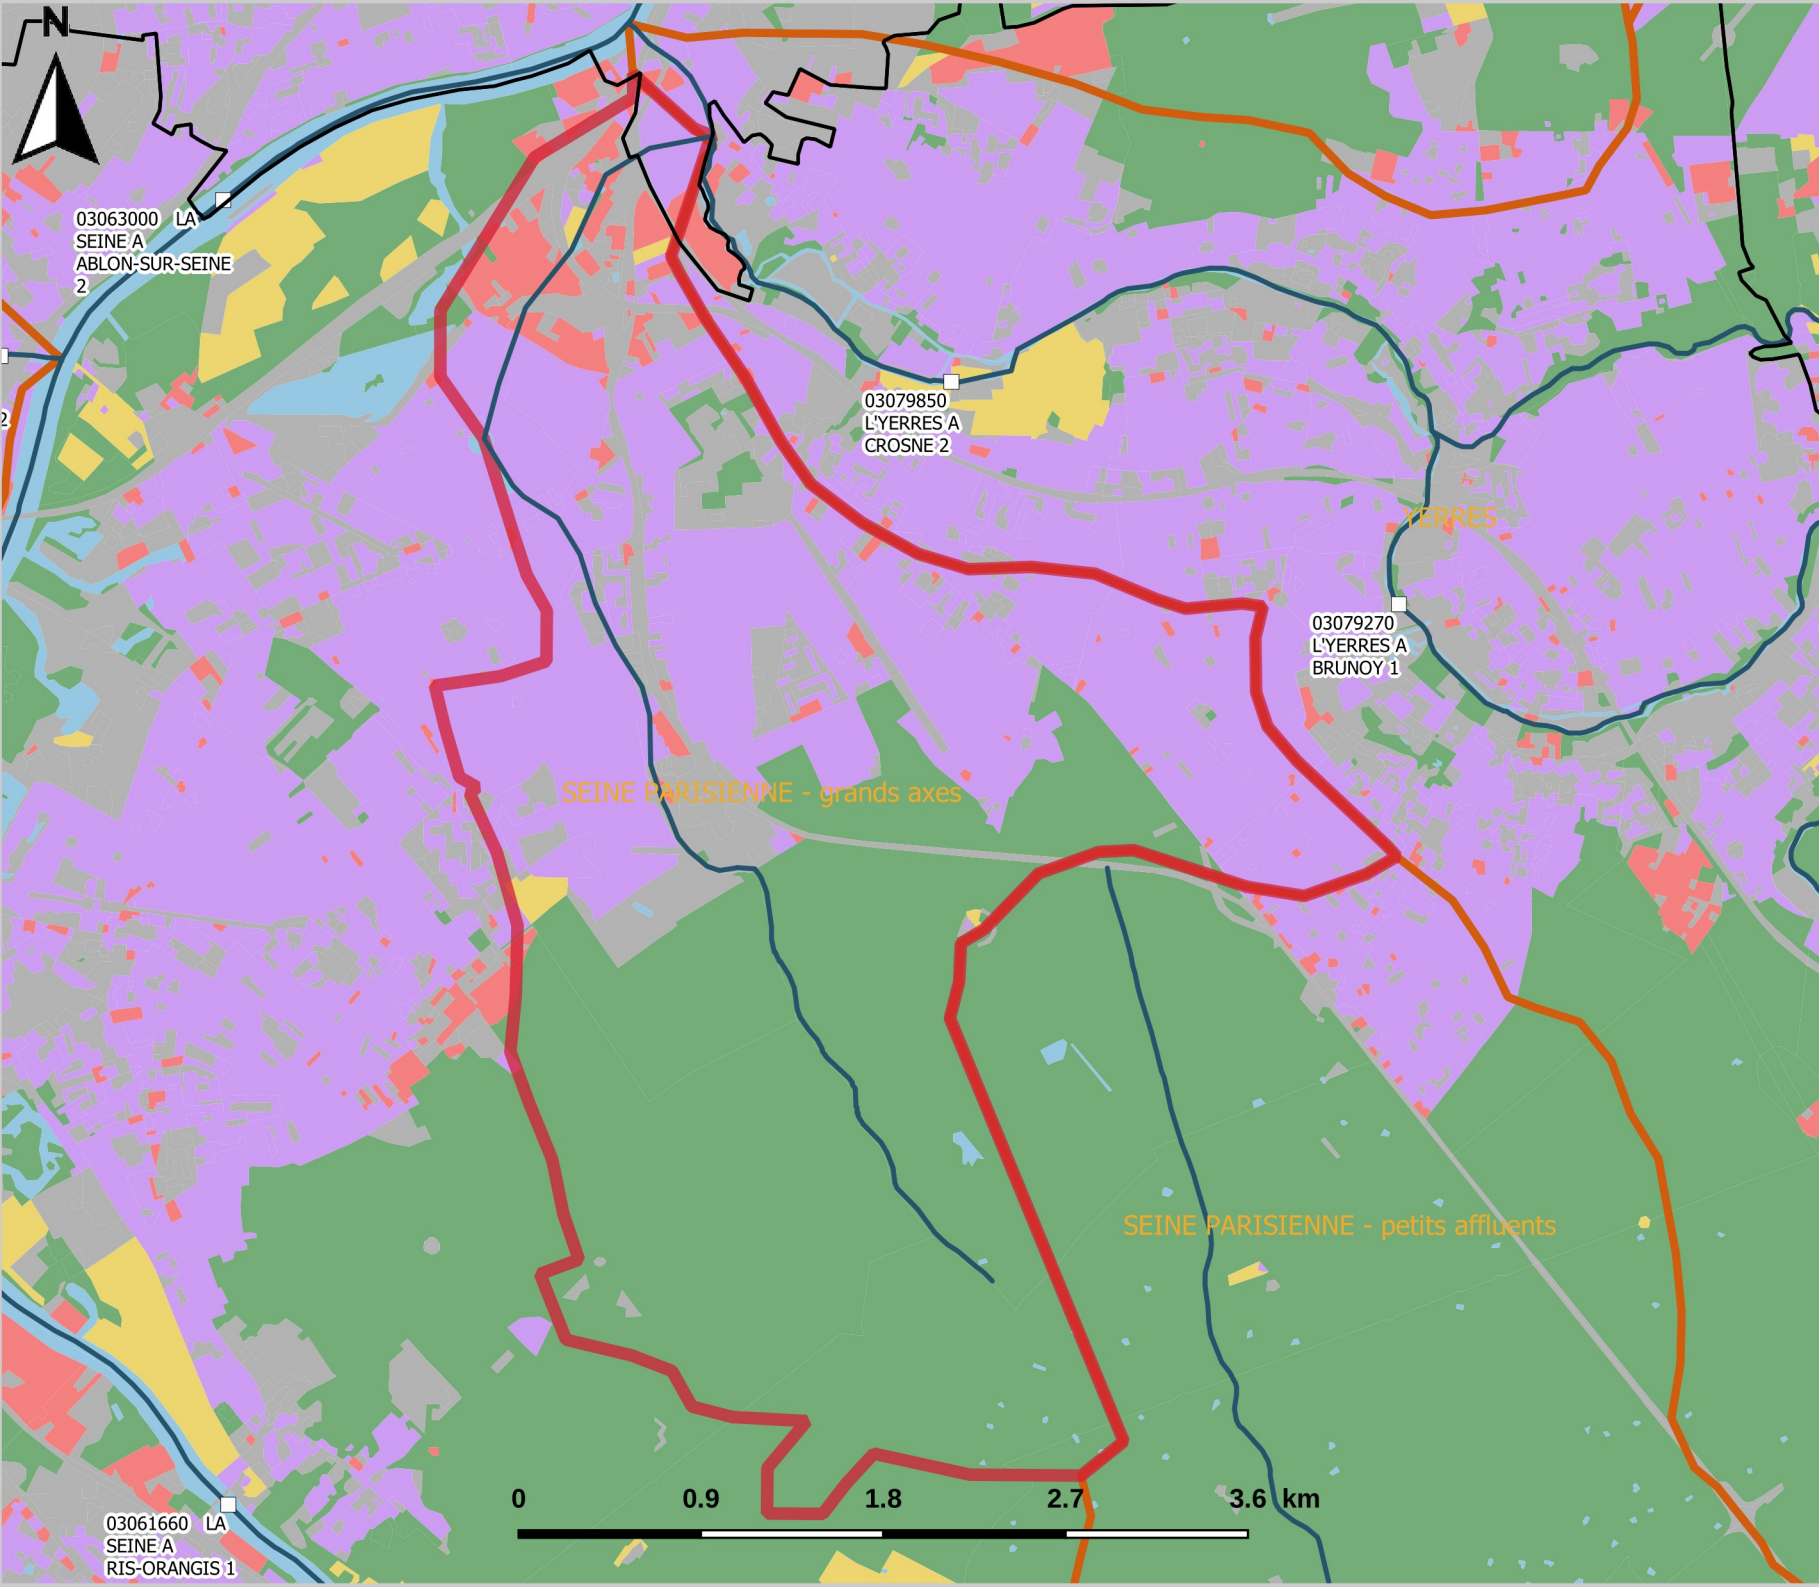 N
03063000 LA
SEINE A
ABLON-SUR-SEINE
2
2
03079850
L'YERRES A
CROSNE 2
YERRES
03079270
L'YERRES A
BRUNOY 1
SEINE PARISIENNE - grands axes
SEINE PARISIENNE - petits affluents
0 0.9 1.8 2.7 3.6 km
03061660 LA
SEINE A
RIS-ORANGIS 1